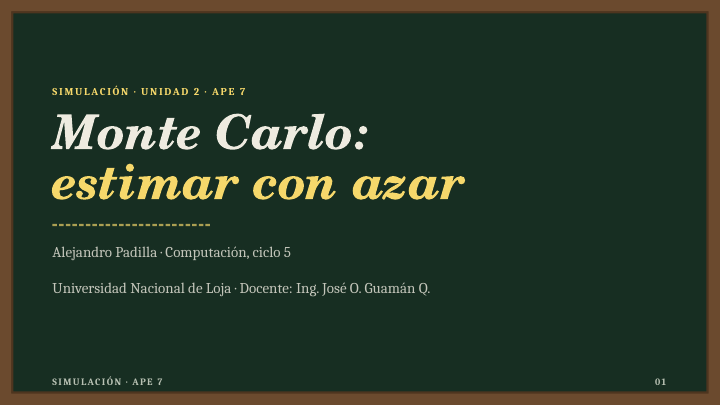 SIMULACIÓN · UNIDAD 2 · APE 7
Monte Carlo:
estimar con azar
Alejandro Padilla · Computación, ciclo 5
Universidad Nacional de Loja · Docente: Ing. José O. Guamán Q.
SIMULACIÓN · APE 7
01